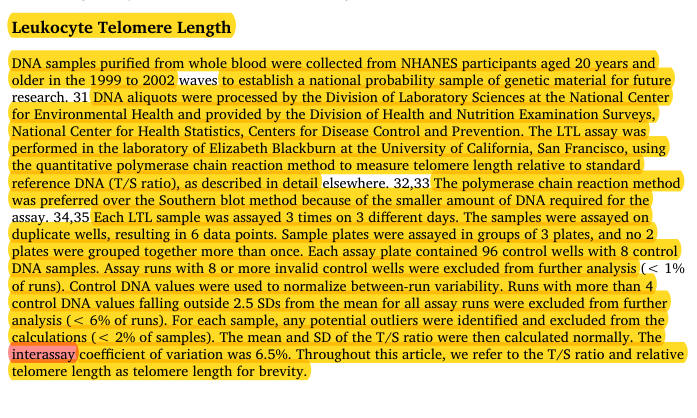 Leukocyte Telomere Length
DNA samples purified from whole blood were collected from NHANES participants aged 20 years and
older in the 1999 to 2002 waves to establish a national probability sample of genetic material for future
research. 31 DNA aliquots were processed by the Division of Laboratory Sciences at the National Center
for Environmental Health and provided by the Division of Health and Nutrition Examination Surveys,
National Center for Health Statistics, Centers for Disease Control and Prevention. The LTL assay was
performed in the laboratory of Elizabeth Blackburn at the University of California, San Francisco, using
the quantitative polymerase chain reaction method to measure telomere length relative to standard
reference DNA (T/S ratio), as described in detail elsewhere. 32,33 The polymerase chain reaction method
was preferred over the Southern blot method because of the smaller amount of DNA required for the
assay. 34,35 Each LTL sample was assayed 3 times on 3 different days. The samples were assayed on
duplicate wells, resulting in 6 data points. Sample plates were assayed in groups of 3 plates, and no 2
plates were grouped together more than once. Each assay plate contained 96 control wells with 8 control
DNA samples. Assay runs with 8 or more invalid control wells were excluded from further analysis (< 1%
of runs). Control DNA values were used to normalize between-run variability. Runs with more than 4
control DNA values falling outside 2.5 SDs from the mean for all assay runs were excluded from further
analysis (< 6% of runs). For each sample, any potential outliers were identified and excluded from the
calculations (< 2% of samples). The mean and SD of the T/S ratio were then calculated normally. The
interassay coefficient of variation was 6.5%. Throughout this article, we refer to the T/S ratio and relative
telomere length as telomere length for brevity.